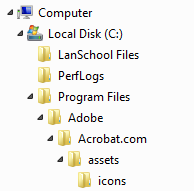 Computer
Local Disk (C:)
LanSchool Files
PerfLogs
Program Files
Adobe
Acrobat.com
assets
icons